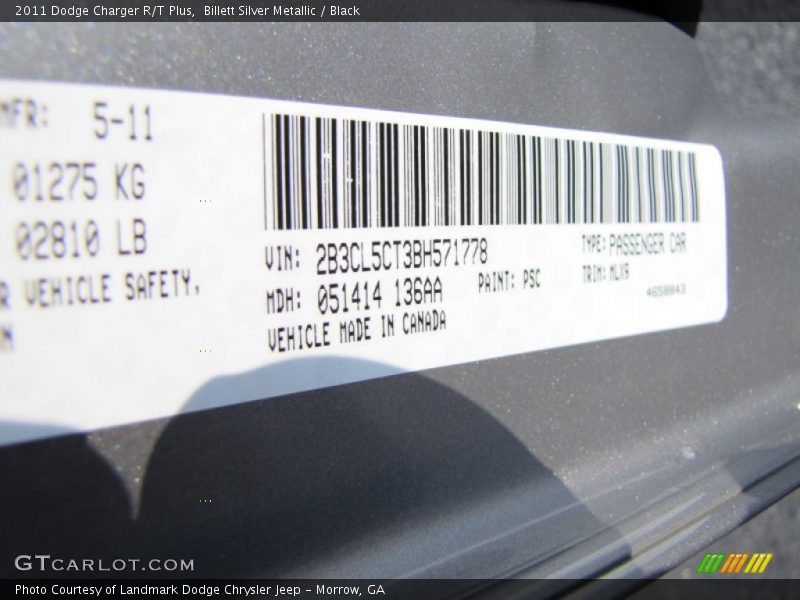 2011 Dodge Charger R/T Plus, Billett Silver Metallic / Black
MFR: 5-11
01275 KG
02810 LB
R VEHICLE SAFETY,
N
VIN: 2B3CL5CT3BH571778
MDH: 051414 136AA
VEHICLE MADE IN CANADA
PAINT: PSC
TYPE: PASSENGER CAR
TRIM: MLX9
4658843
GTCARLOT.COM
Photo Courtesy of Landmark Dodge Chrysler Jeep – Morrow, GA